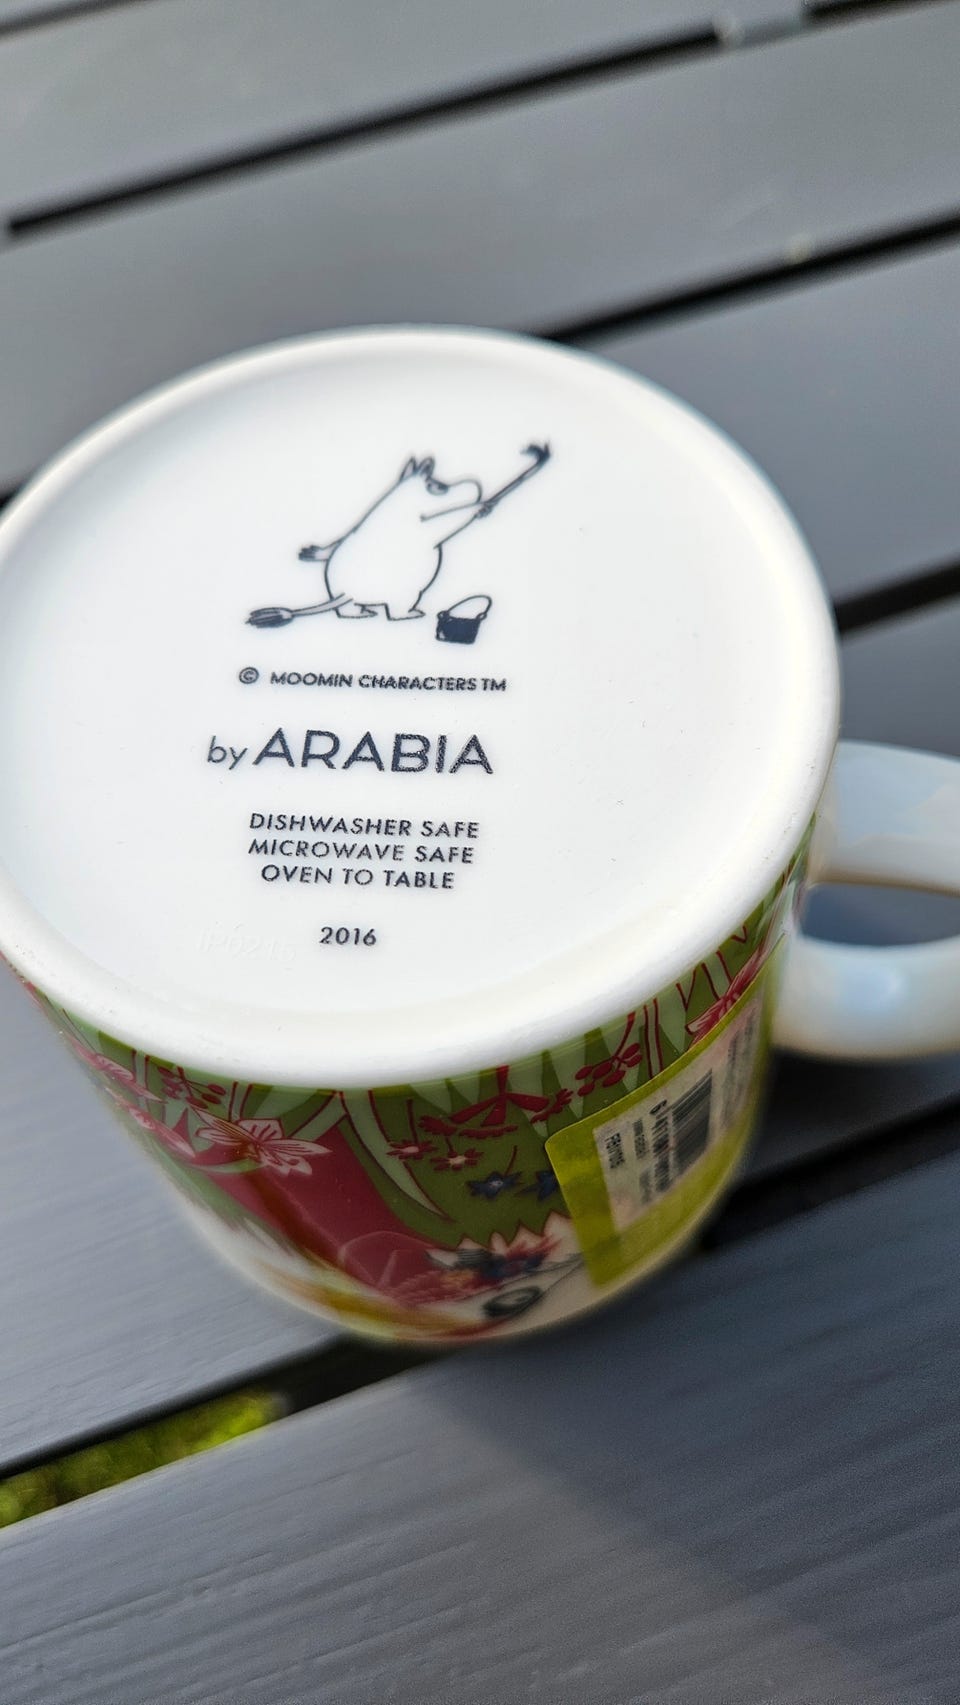 © MOOMIN CHARACTERS TM
by ARABIA
DISHWASHER SAFE
MICROWAVE SAFE
OVEN TO TABLE
2016